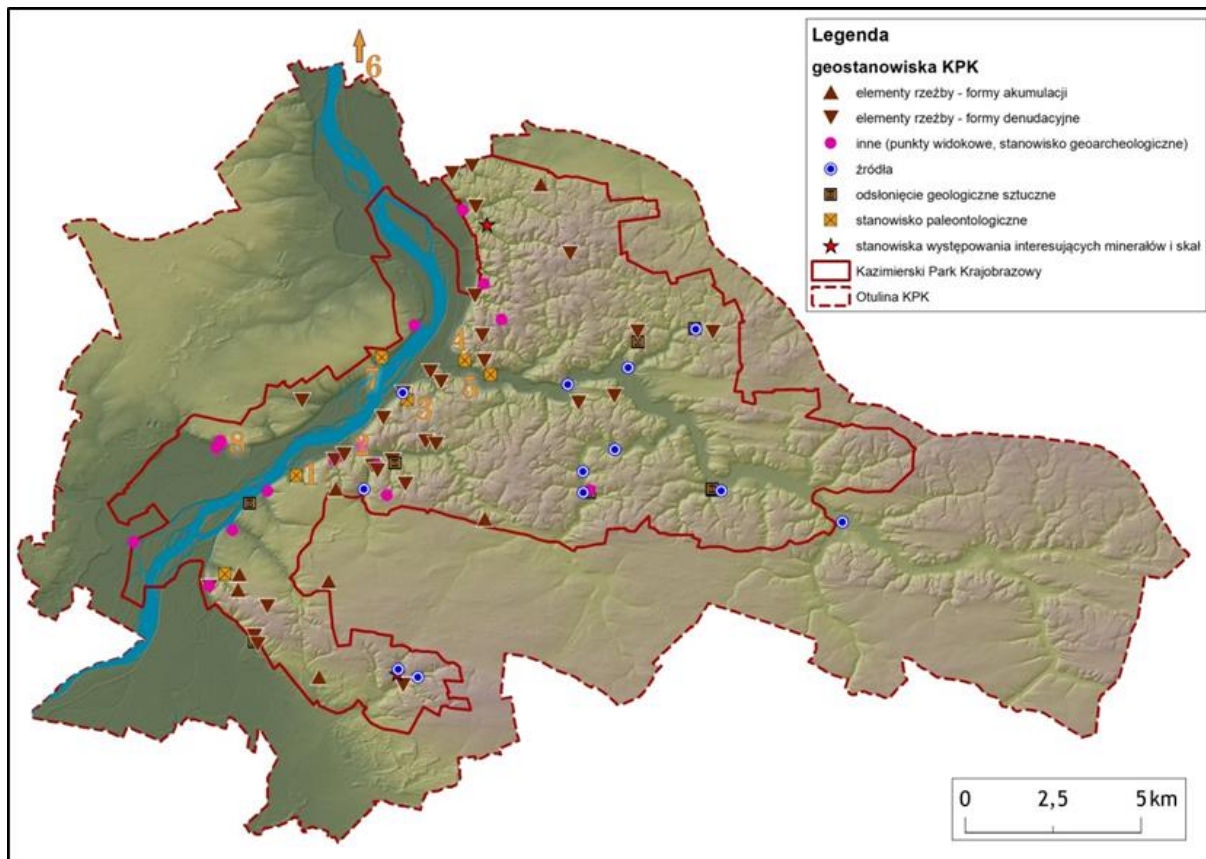 Legenda
geostanowiska KPK
elementy rzeźby - formy akumulacji
elementy rzeźby - formy denudacyjne
inne (punkty widokowe, stanowisko geoarcheologiczne)
źródła
odsłonięcie geologiczne sztuczne
stanowisko paleontologiczne
stanowiska występowania interesujących minerałów i skał
Kazimierski Park Krajobrazowy
Otulina KPK
6
4
7
5
3
8
2
1
0 2,5 5 km